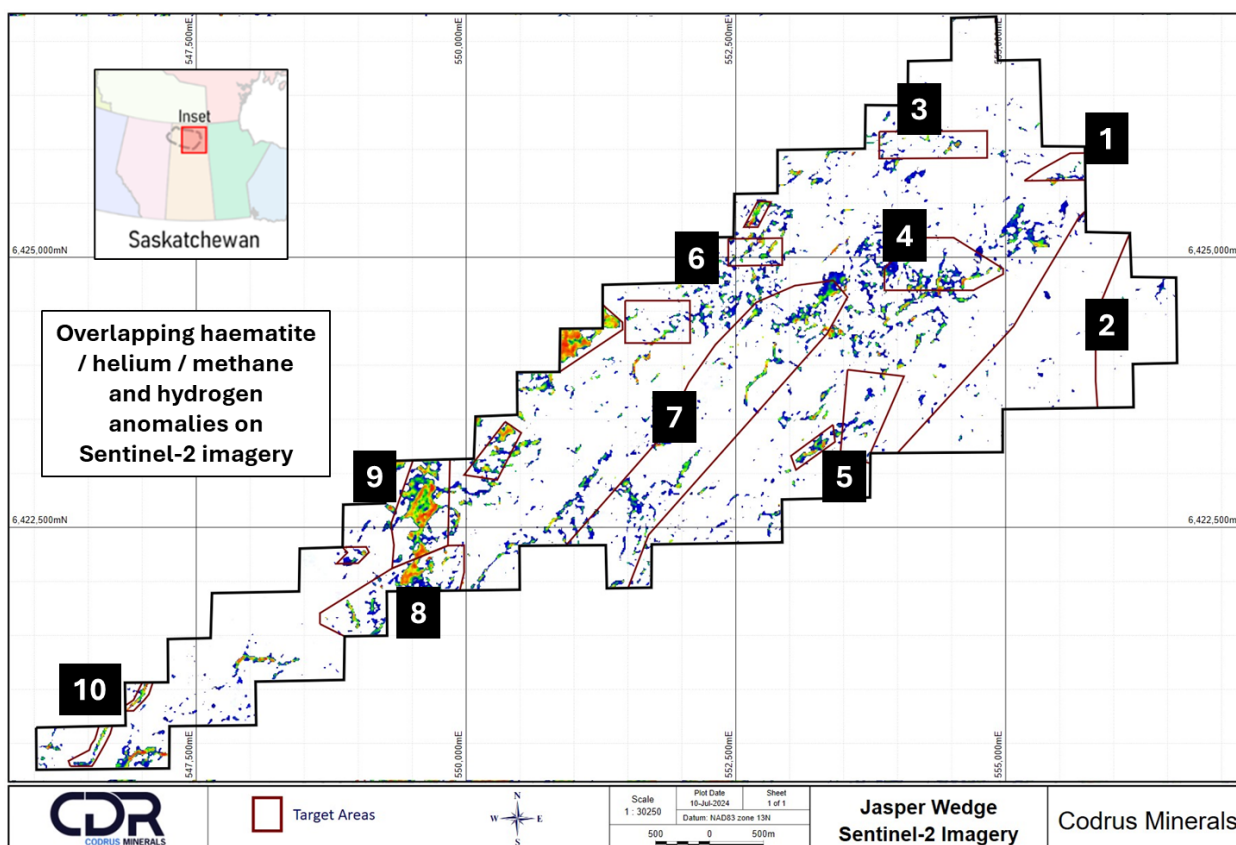 547,500mE
550,000mE
552,500mE
555,000mE
Inset
Saskatchewan
3
1
6,425,000mN
6,425,000mN
4
6
2
Overlapping haematite
/ helium / methane
and hydrogen
anomalies on
Sentinel-2 imagery
7
5
9
6,422,500mN
6,422,500mN
8
10
547,500mE
550,000mE
552,500mE
555,000mE
CDR
CODRUS MINERALS
Target Areas
N
W
E
S
Scale
1 : 30250
Plot Date
10-Jul-2024
Sheet
1 of 1
Datum: NAD83 zone 13N
500
0
500m
Jasper Wedge
Sentinel-2 Imagery
Codrus Minerals